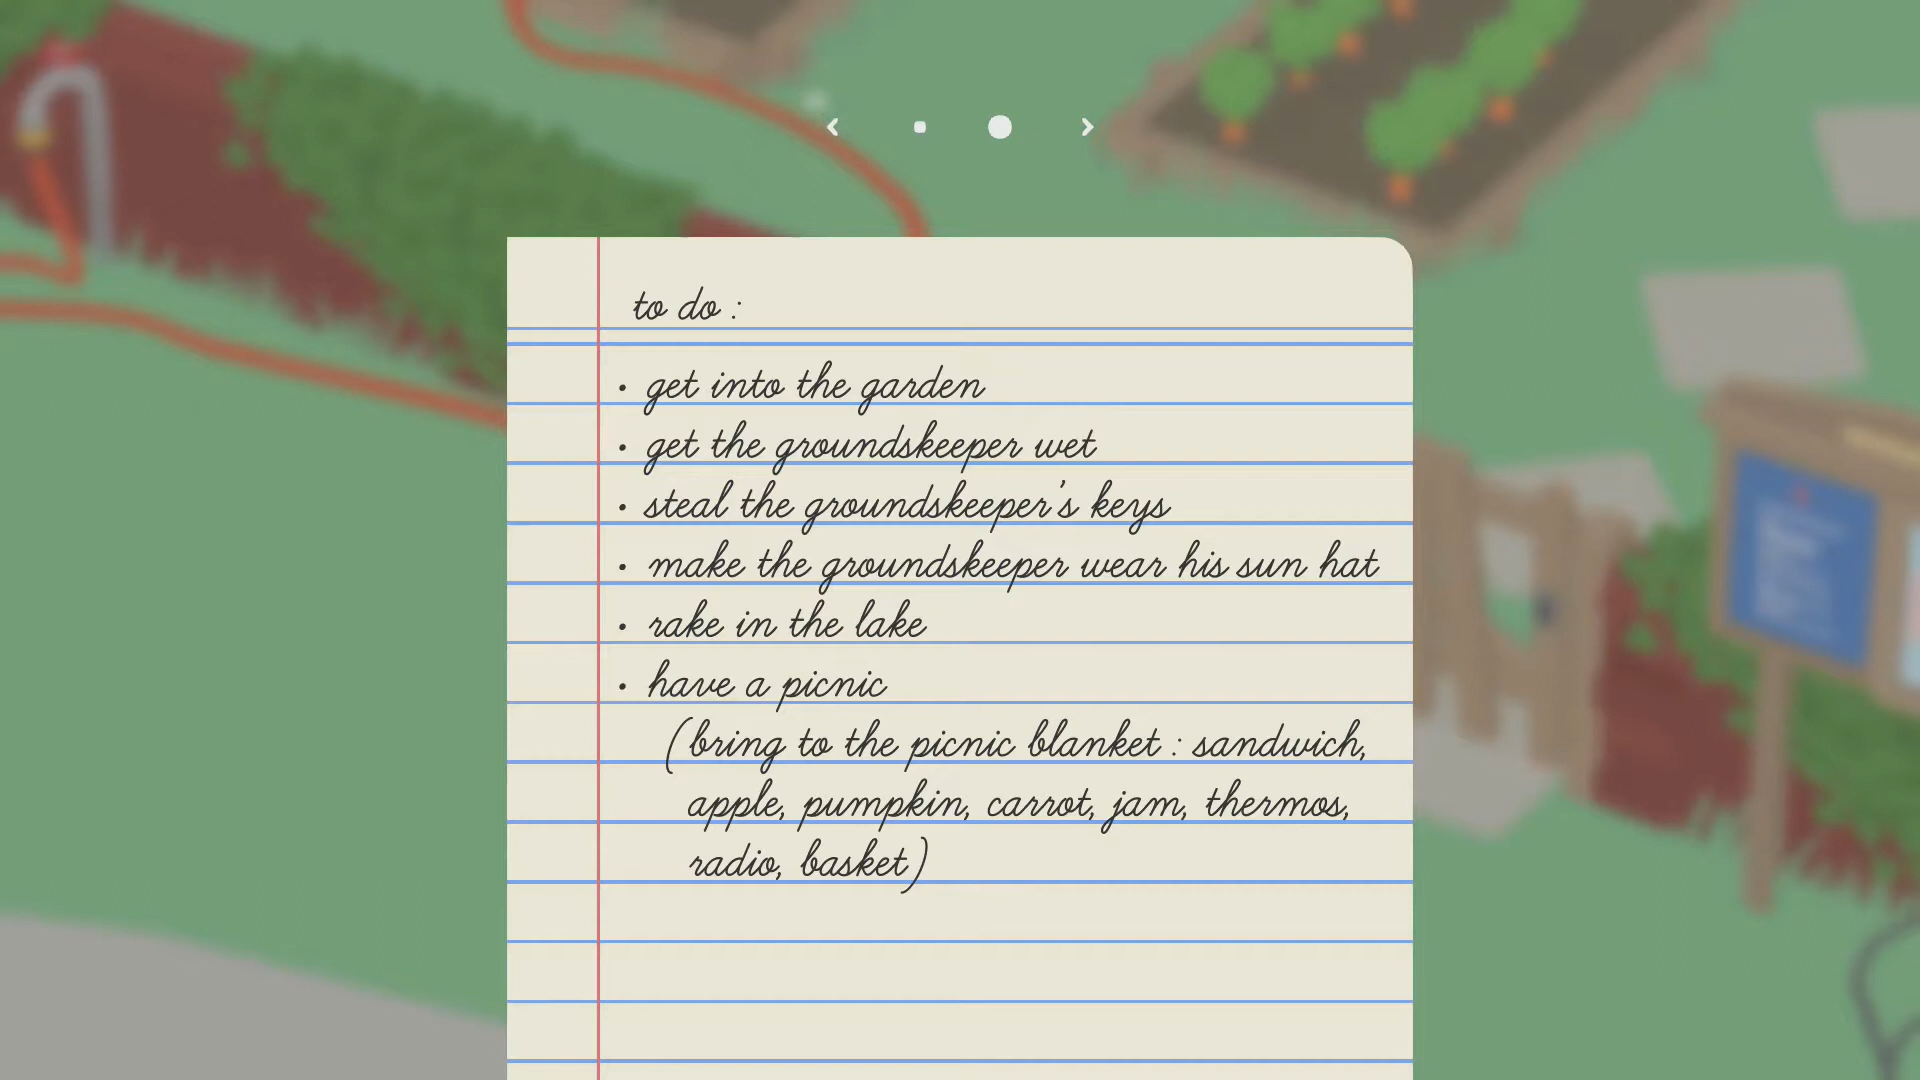 to do :
• get into the garden
• get the groundskeeper wet
• steal the groundskeeper's keys
• make the groundskeeper wear his sun hat
• rake in the lake
• have a picnic
(bring to the picnic blanket : sandwich,
apple, pumpkin, carrot, jam, thermos,
radio, basket)